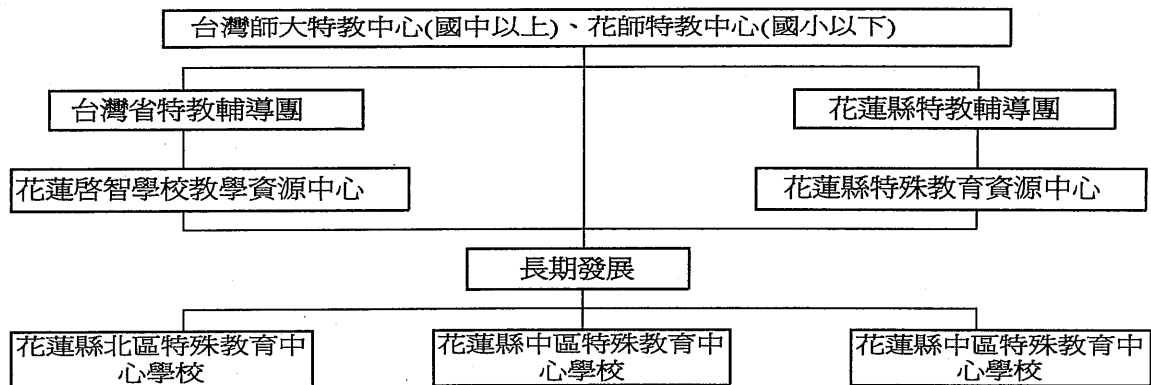 台灣師大特教中心(國中以上)、花師特教中心(國小以下)
台灣省特教輔導團
花蓮縣特教輔導團
花蓮啓智學校教學資源中心
花蓮縣特殊教育資源中心
長期發展
花蓮縣北區特殊教育中
心學校
花蓮縣中區特殊教育中
心學校
花蓮縣中區特殊教育中
心學校